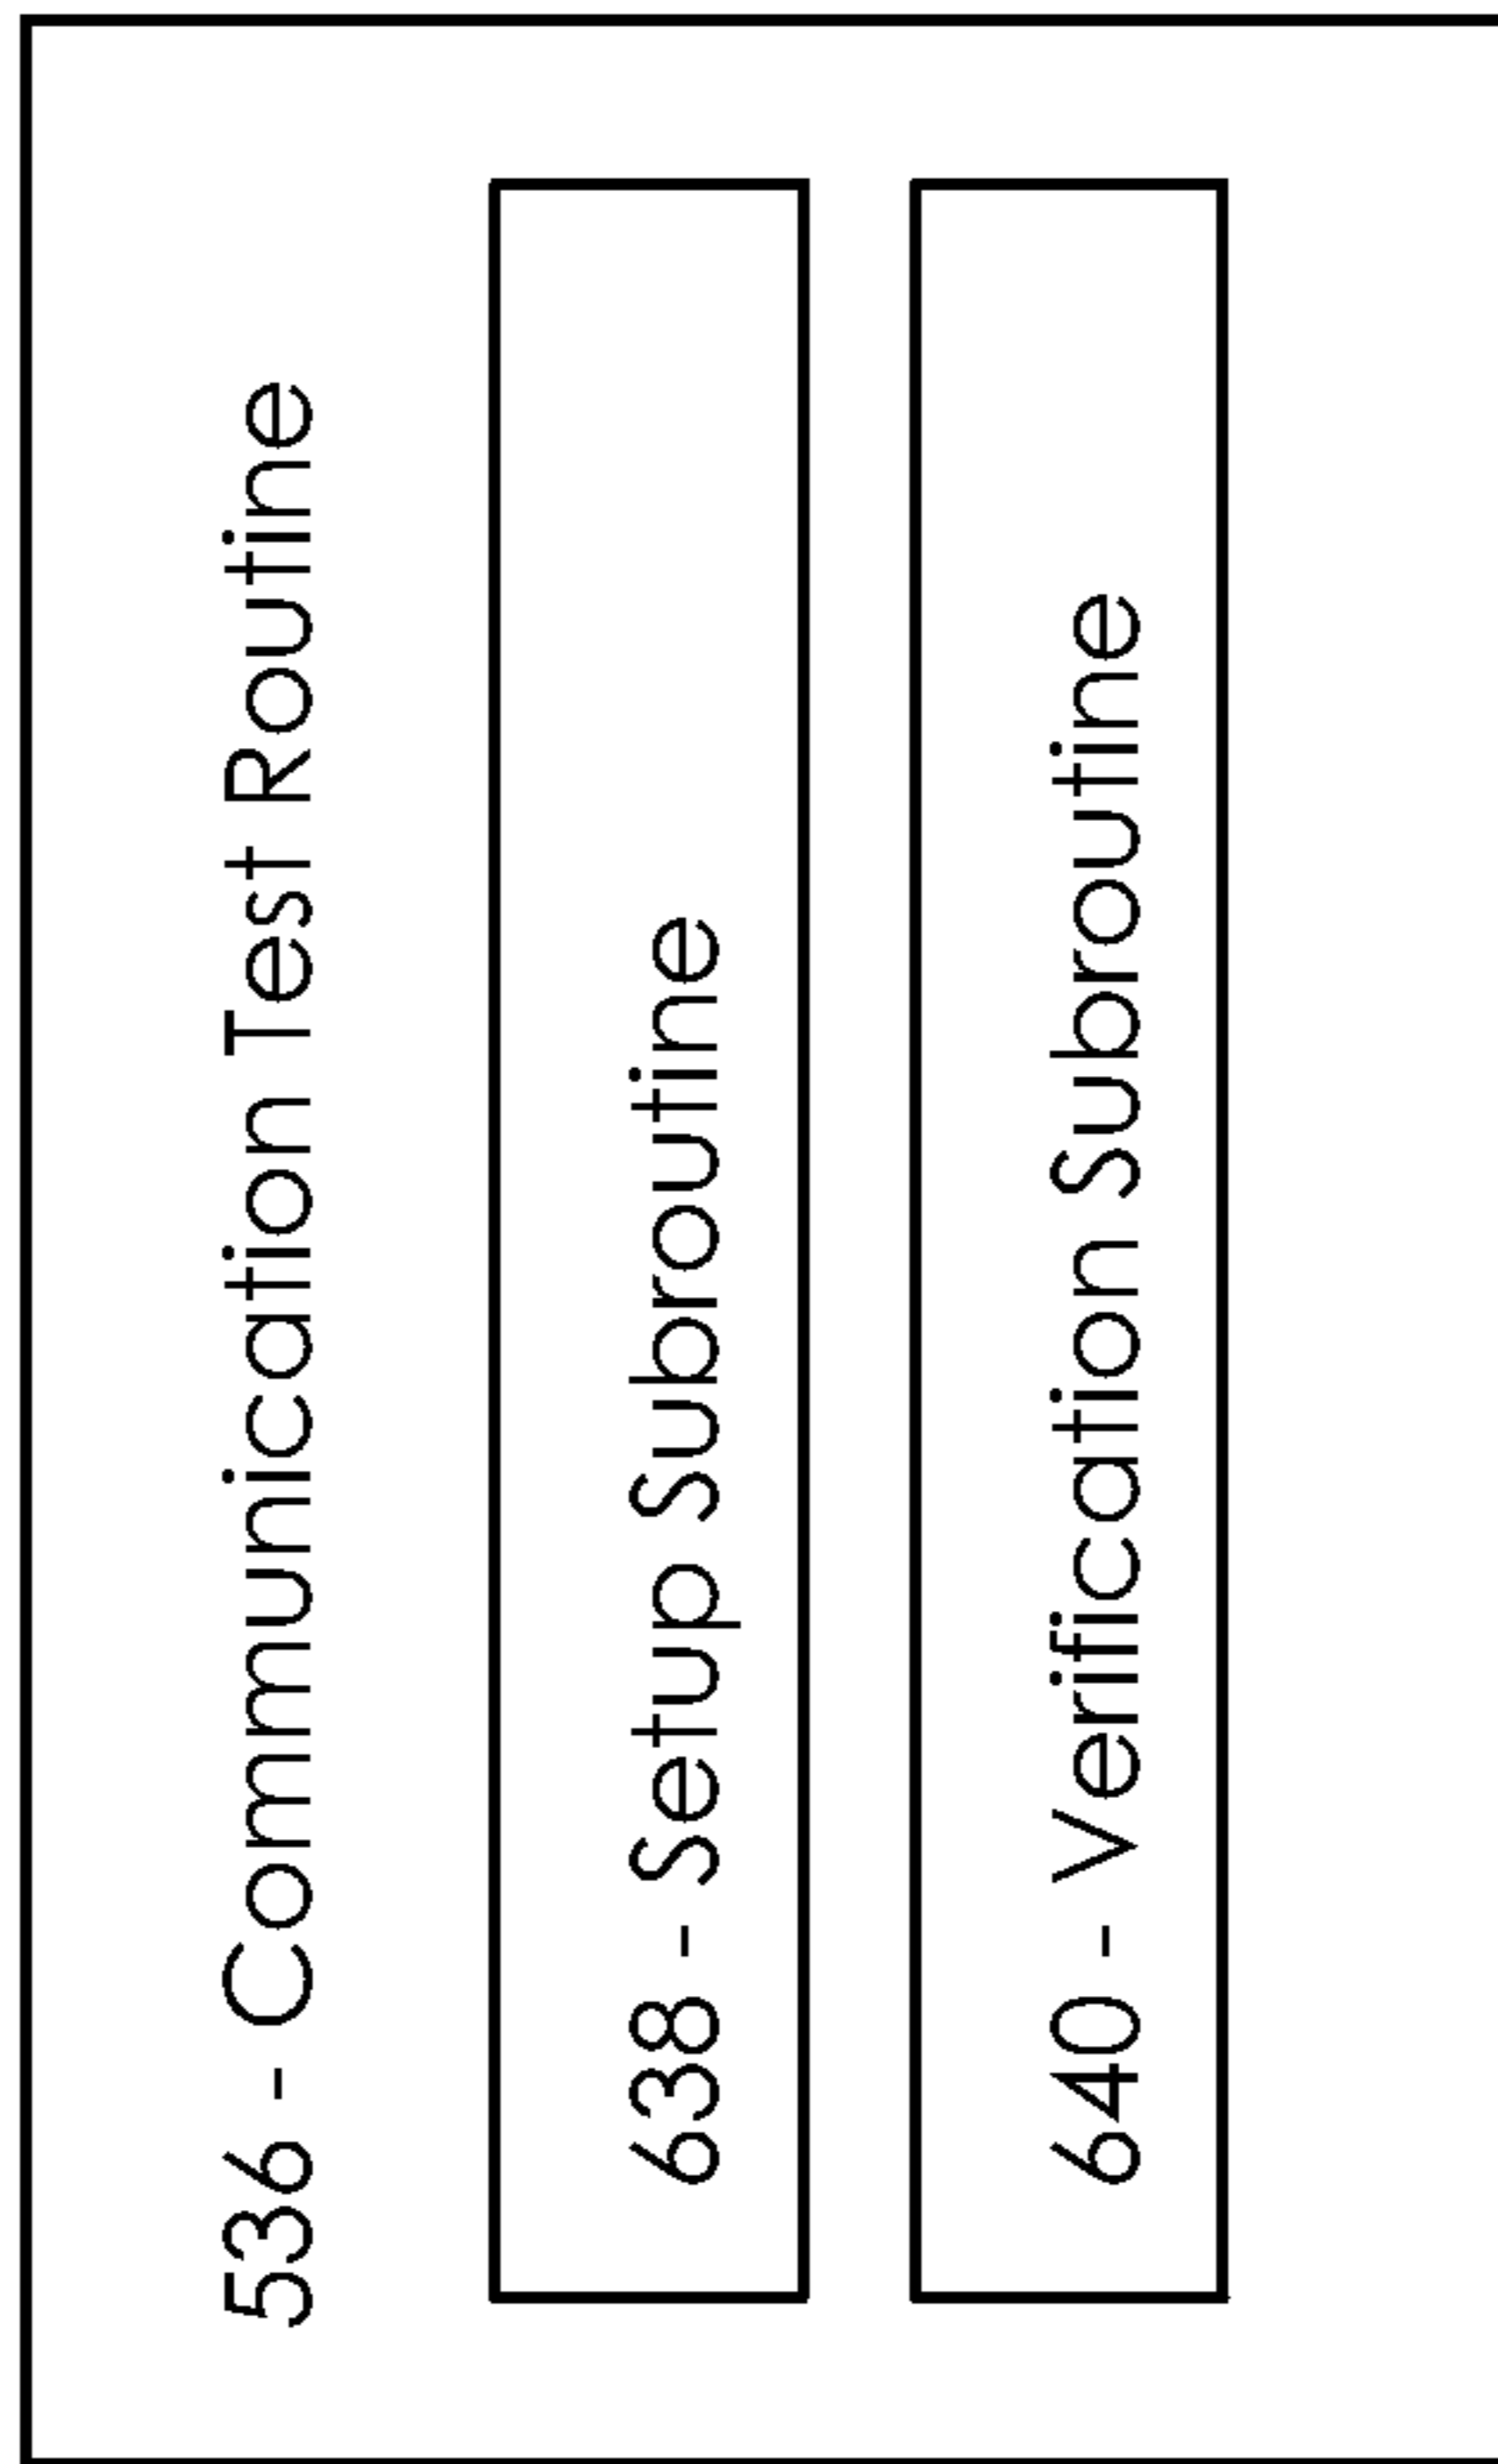 536 - Communication Test Routine
638 - Setup Subroutine
640 - Verification Subroutine